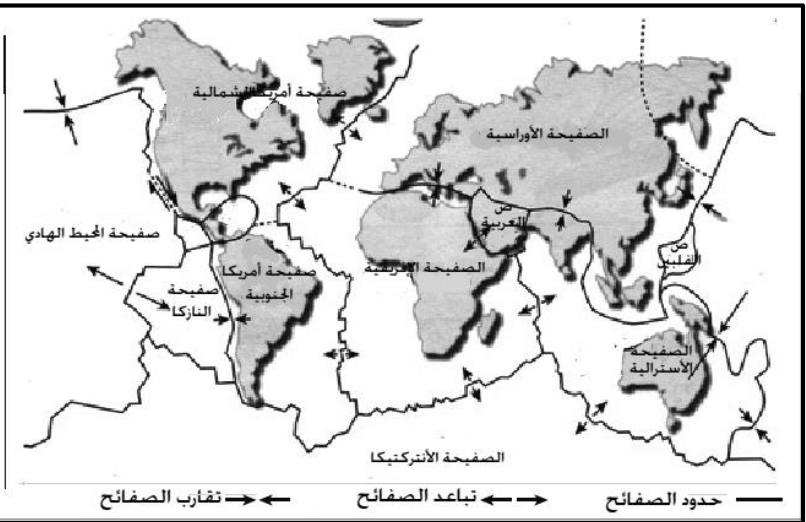 صفيحة أمريكا الشمالية
الصفيحة الأوراسية
ص
العربية
صفيحة المحيط الهادي
ص
الفلبين
الصفيحة الإفريقية
صفيحة أمريكا
الجنوبية
صفيحة
النازكا
الصفيحة
الأسترالية
الصفيحة الأنتركتيكا
حدود الصفائح
تباعد الصفائح
تقارب الصفائح